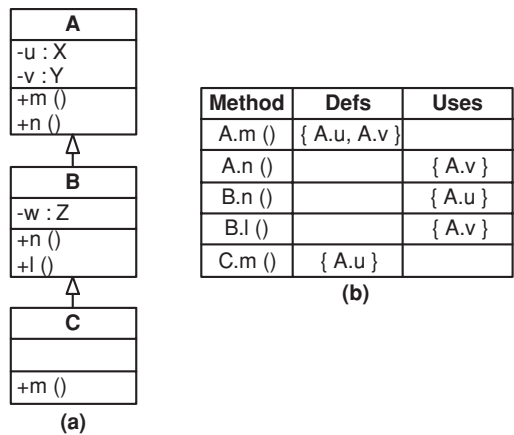 A
-u : X
-v : Y
+m ()
+n ()
B
-w : Z
+n ()
+l ()
C
+m ()
(a)
Method Defs Uses
A.m () { A.u, A.v }
A.n () { A.v }
B.n () { A.u }
B.l () { A.v }
C.m () { A.u }
(b)